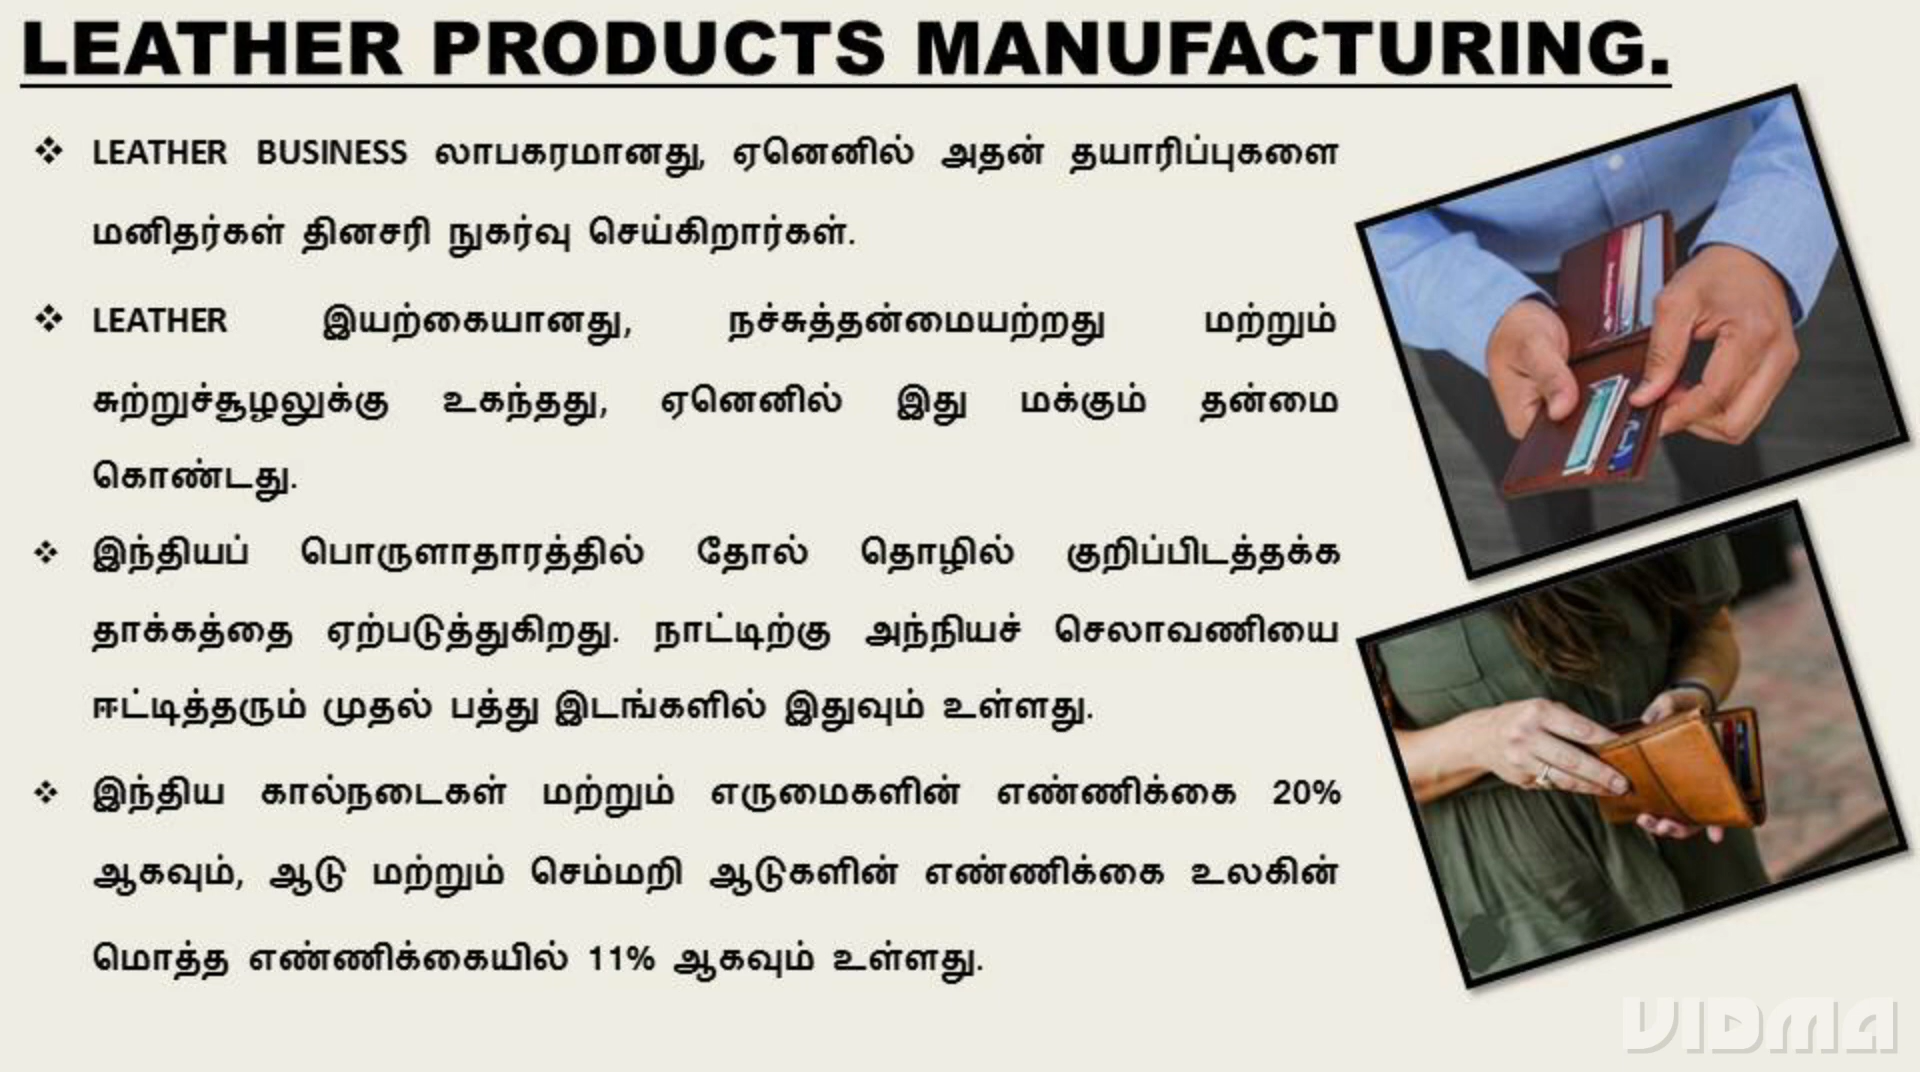 LEATHER PRODUCTS MANUFACTURING.
❖ LEATHER BUSINESS லாபகரமானது, ஏனெனில் அதன் தயாரிப்புகளை
மனிதர்கள் தினசரி நுகர்வு செய்கிறார்கள்.
❖ LEATHER இயற்கையானது, நச்சுத்தன்மையற்றது மற்றும்
சுற்றுச்சூழலுக்கு உகந்தது, ஏனெனில் இது மக்கும் தன்மை
கொண்டது.
❖ இந்தியப் பொருளாதாரத்தில் தோல் தொழில் குறிப்பிடத்தக்க
தாக்கத்தை ஏற்படுத்துகிறது. நாட்டிற்கு அந்நியச் செலாவணியை
ஈட்டித்தரும் முதல் பத்து இடங்களில் இதுவும் உள்ளது.
❖ இந்திய கால்நடைகள் மற்றும் எருமைகளின் எண்ணிக்கை 20%
ஆகவும், ஆடு மற்றும் செம்மறி ஆடுகளின் எண்ணிக்கை உலகின்
மொத்த எண்ணிக்கையில் 11% ஆகவும் உள்ளது.
VIDMA